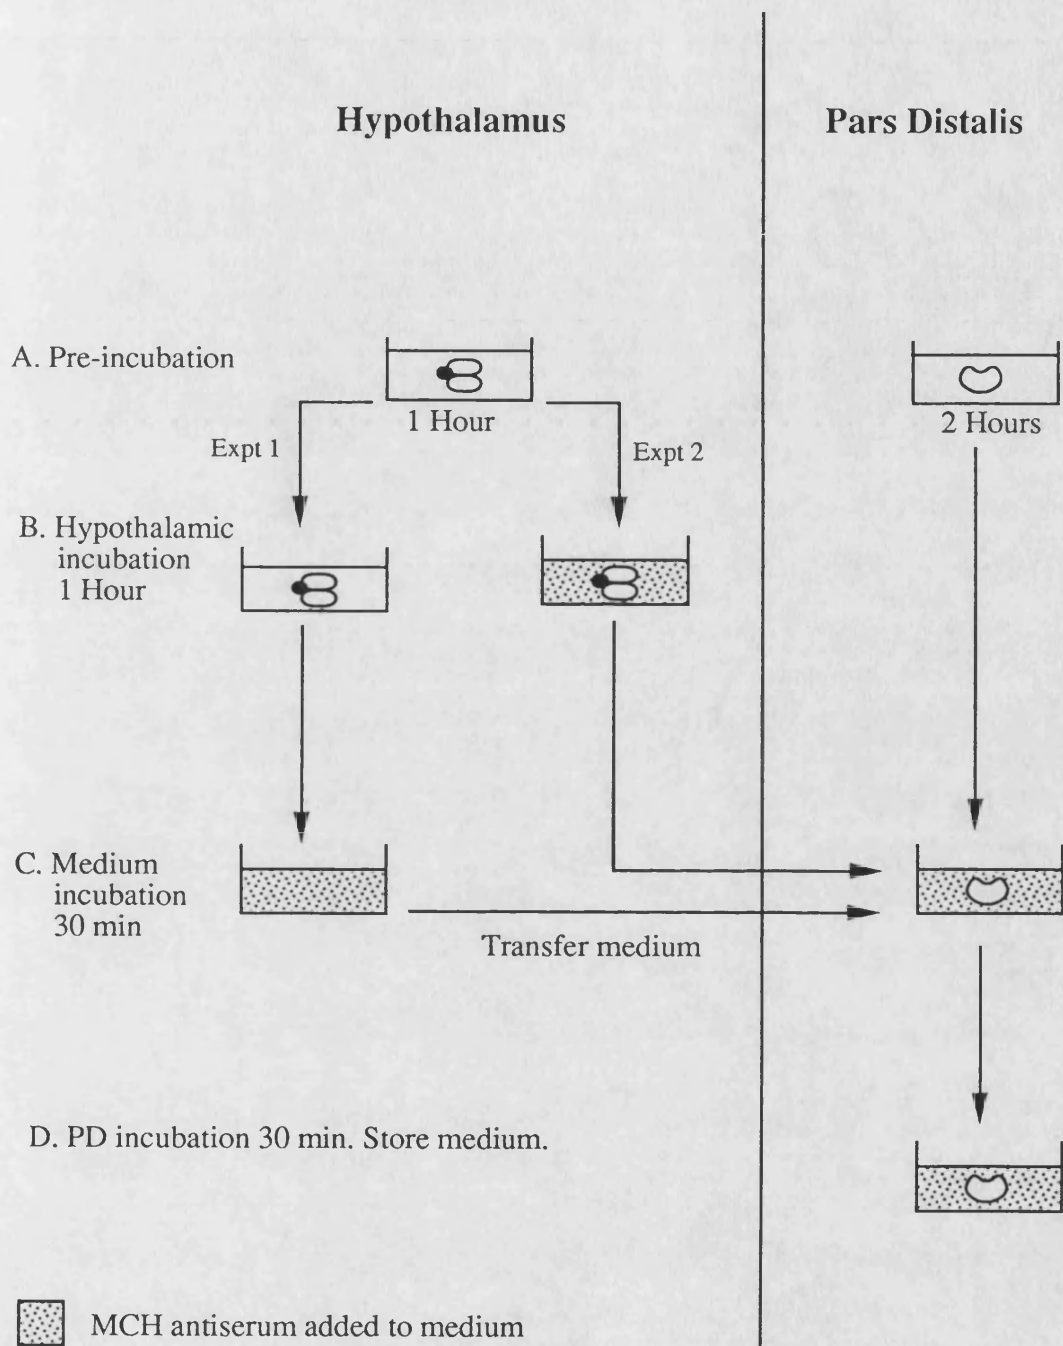 Hypothalamus
Pars Distalis
A. Pre-incubation
1 Hour
2 Hours
Expt 1
Expt 2
B. Hypothalamic
incubation
1 Hour
C. Medium
incubation
30 min
Transfer medium
D. PD incubation 30 min. Store medium.
MCH antiserum added to medium